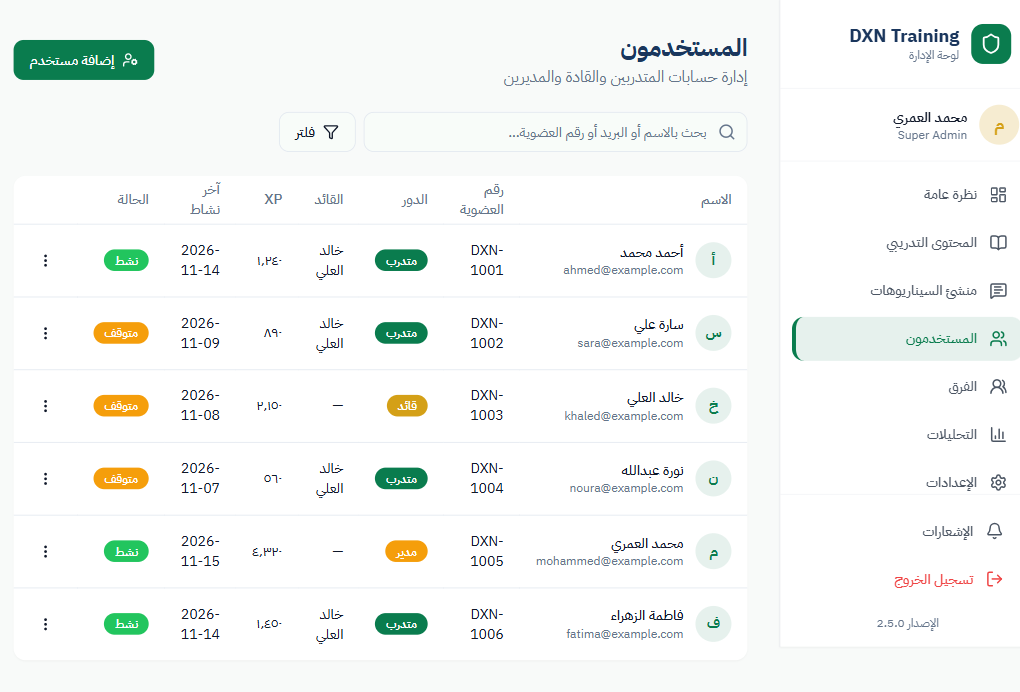 DXN Training
لوحة الإدارة
م
محمد العمري
Super Admin
نظرة عامة
المحتوى التدريبي
منشئ السيناريوهات
المستخدمون
الفرق
التحليلات
الإعدادات
الإشعارات
تسجيل الخروج
الإصدار 2.5.0
المستخدمون
إدارة حسابات المتدربين والقادة والمديرين
إضافة مستخدم
بحث بالاسم أو البريد أو رقم العضوية...
فلتر
الاسم
رقم العضوية
الدور
القائد
XP
آخر نشاط
الحالة
أ
أحمد محمد
ahmed@example.com
DXN-1001
متدرب
خالد العلي
١,٢٤٠
2026-11-14
نشط
س
سارة علي
sara@example.com
DXN-1002
متدرب
خالد العلي
٨٩٠
2026-11-09
متوقف
خ
خالد العلي
khaled@example.com
DXN-1003
قائد
—
٢,١٥٠
2026-11-08
متوقف
ن
نورة عبدالله
noura@example.com
DXN-1004
متدرب
خالد العلي
٥٦٠
2026-11-07
متوقف
م
محمد العمري
mohammed@example.com
DXN-1005
مدير
—
٤,٣٢٠
2026-11-15
نشط
ف
فاطمة الزهراء
fatima@example.com
DXN-1006
متدرب
خالد العلي
١,٤٥٠
2026-11-14
نشط